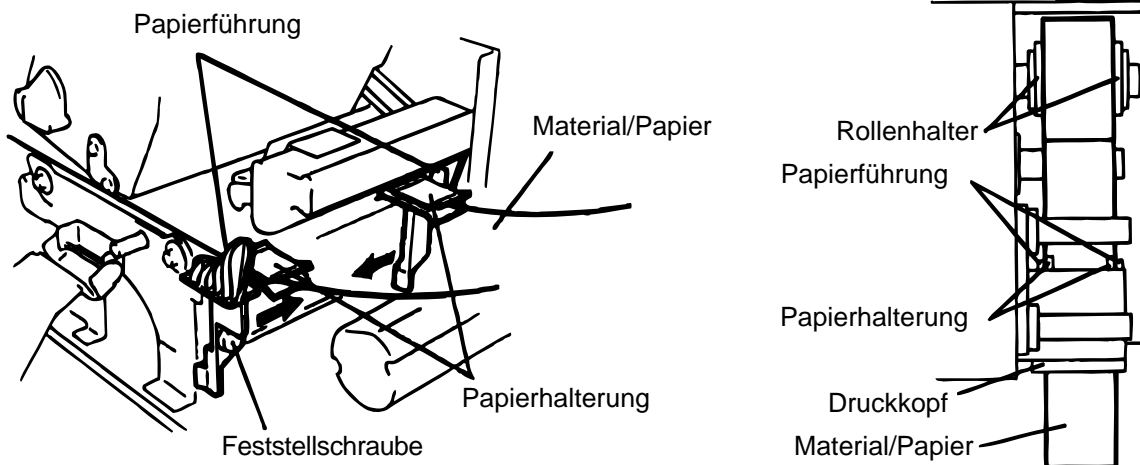 Papierführung
Material/Papier
Papierhalterung
Feststellschraube
Rollenhalter
Papierführung
Papierhalterung
Druckkopf
Material/Papier